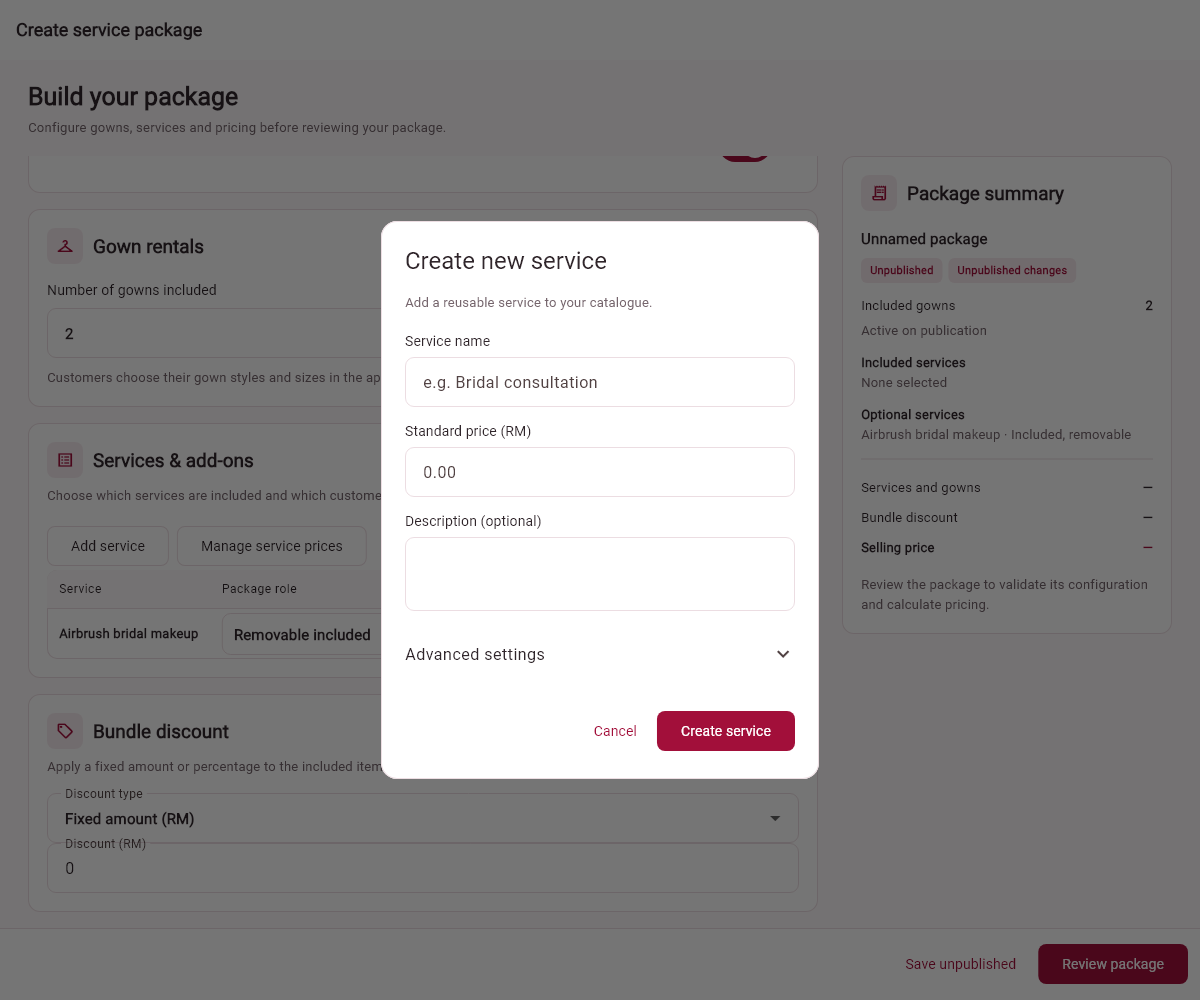 Create service package
Build your package
Configure gowns, services and pricing before reviewing your package.
Gown rentals
Number of gowns included
2
Customers choose their gown styles and sizes in the
Services & add-ons
Choose which services are included and which
Add service
Manage service prices
Service
Package role
Airbrush bridal makeup
Removable included
Bundle discount
Apply a fixed amount or percentage to the included
Discount type
Fixed amount (RM)
Discount (RM)
0
Create new service
Add a reusable service to your catalogue.
Service name
e.g. Bridal consultation
Standard price (RM)
0.00
Description (optional)
Advanced settings
Cancel
Create service
Package summary
Unnamed package
Unpublished
Unpublished changes
Included gowns
2
Active on publication
Included services
None selected
Optional services
Airbrush bridal makeup · Included, removable
Services and gowns –
Bundle discount –
Selling price –
Review the package to validate its configuration
and calculate pricing.
Save unpublished
Review package